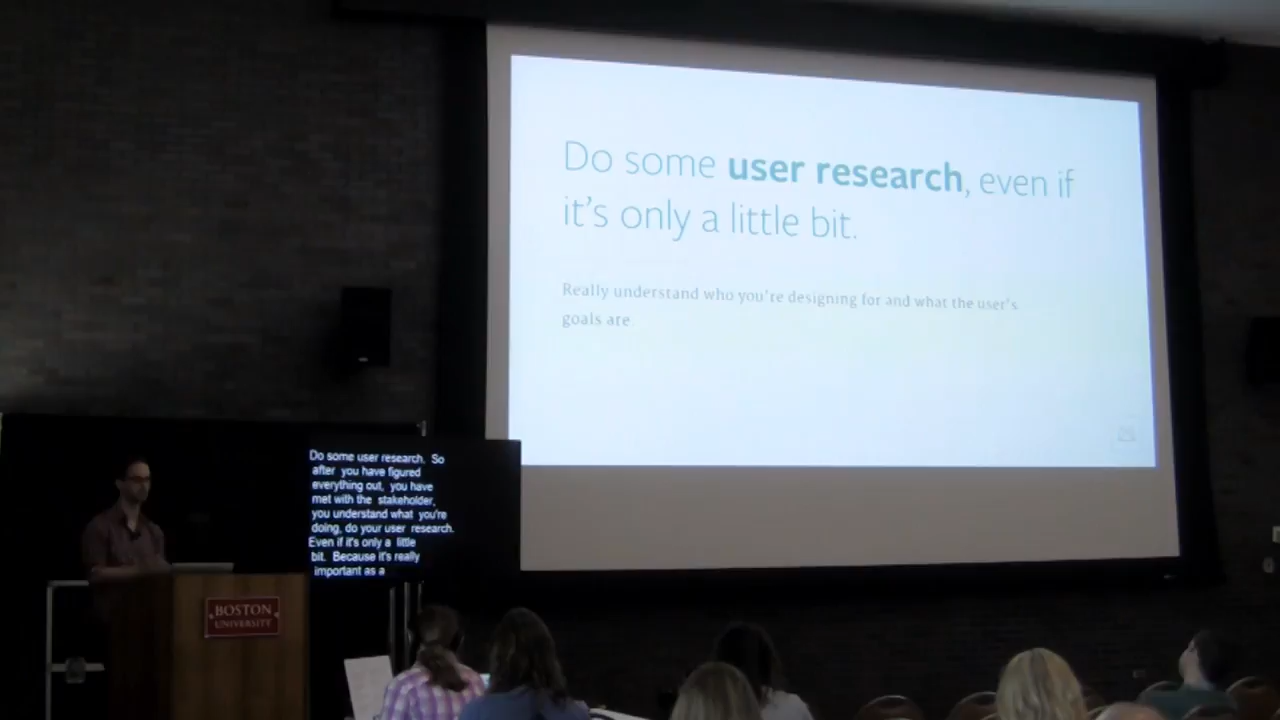 Do some user research, even if
it's only a little bit.
Really understand who you're designing for and what the user's
goals are.
Do some user research. So
after you have figured
everything out, you have
met with the stakeholder,
you understand what you're
doing, do your user research.
Even if it's only a little
bit. Because it's really
important as a
BOSTON
UNIVERSITY